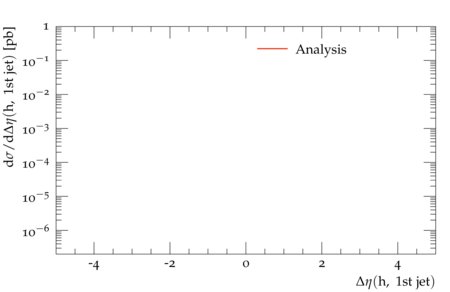 dσ/dΔη(h, 1st jet) [pb]
1
10⁻¹
10⁻²
10⁻³
10⁻⁴
10⁻⁵
10⁻⁶
Analysis
-4 -2 0 2 4
Δη(h, 1st jet)